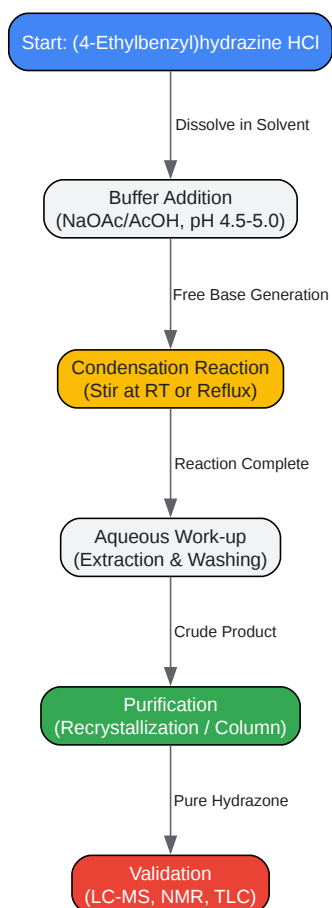 Start: (4-Ethylbenzyl)hydrazine HCl
Dissolve in Solvent
Buffer Addition
(NaOAc/AcOH, pH 4.5-5.0)
Free Base Generation
Condensation Reaction
(Stir at RT or Reflux)
Reaction Complete
Aqueous Work-up
(Extraction & Washing)
Crude Product
Purification
(Recrystallization / Column)
Pure Hydrazone
Validation
(LC-MS, NMR, TLC)